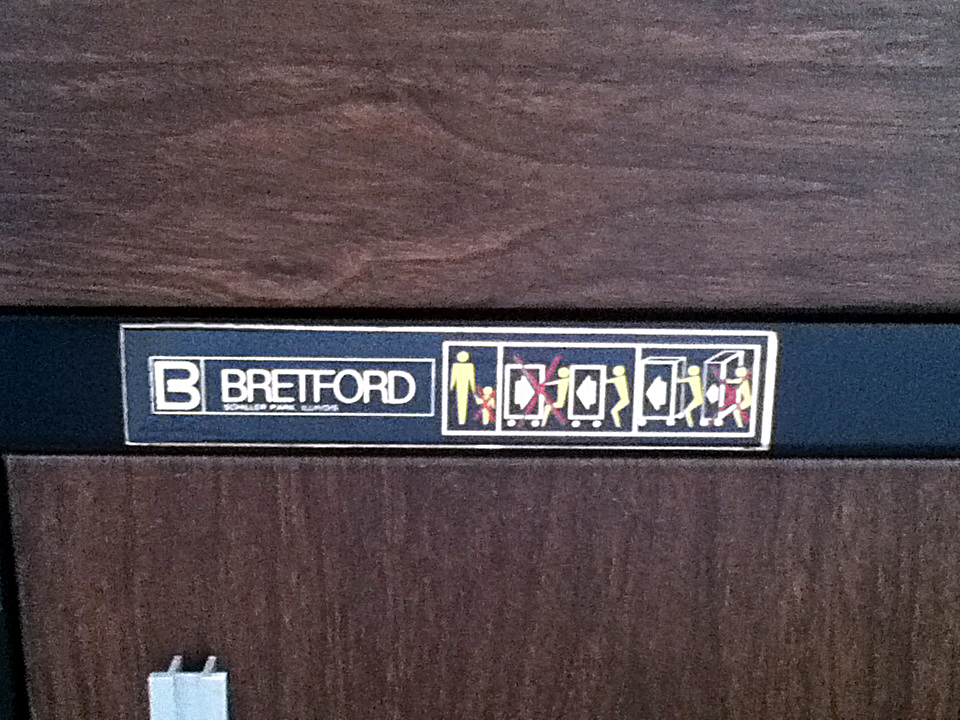 B BRETFORD
SCHILLER PARK, ILLINOIS